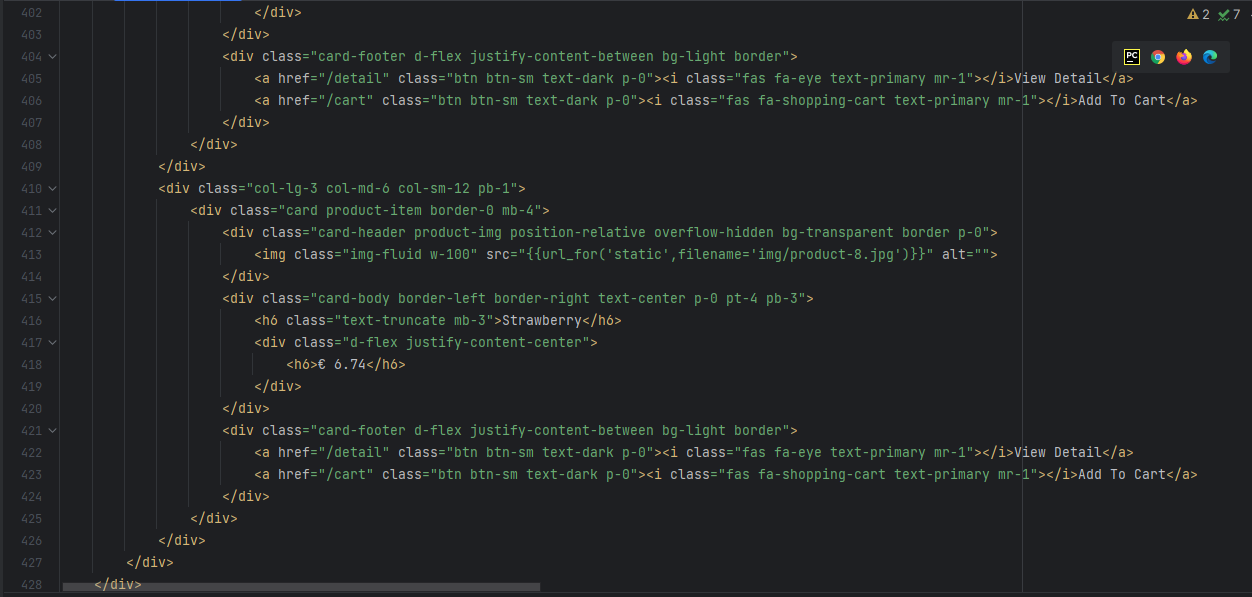 402 </div>
2 7
403 </div>
404 <div class="card-footer d-flex justify-content-between bg-light border">
PC
405 <a href="/detail" class="btn btn-sm text-dark p-0"><i class="fas fa-eye text-primary mr-1"></i>View Detail</a>
406 <a href="/cart" class="btn btn-sm text-dark p-0"><i class="fas fa-shopping-cart text-primary mr-1"></i>Add To Cart</a>
407 </div>
408 </div>
409 </div>
410 <div class="col-lg-3 col-md-6 col-sm-12 pb-1">
411 <div class="card product-item border-0 mb-4">
412 <div class="card-header product-img position-relative overflow-hidden bg-transparent border p-0">
413 <img class="img-fluid w-100" src="{{url_for('static',filename='img/product-8.jpg')}}" alt="">
414 </div>
415 <div class="card-body border-left border-right text-center p-0 pt-4 pb-3">
416 <h6 class="text-truncate mb-3">Strawberry</h6>
417 <div class="d-flex justify-content-center">
418 <h6>€ 6.74</h6>
419 </div>
420 </div>
421 <div class="card-footer d-flex justify-content-between bg-light border">
422 <a href="/detail" class="btn btn-sm text-dark p-0"><i class="fas fa-eye text-primary mr-1"></i>View Detail</a>
423 <a href="/cart" class="btn btn-sm text-dark p-0"><i class="fas fa-shopping-cart text-primary mr-1"></i>Add To Cart</a>
424 </div>
425 </div>
426 </div>
427 </div>
428 </div>